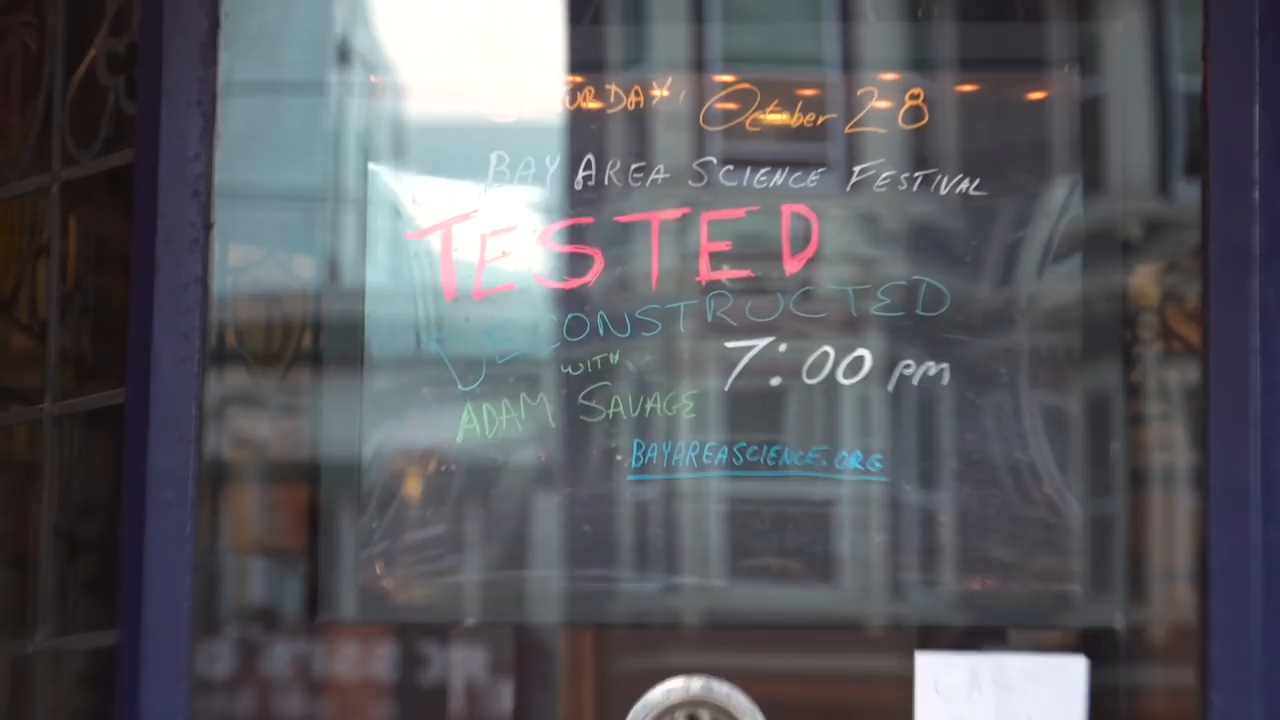 October 28
BAY AREA SCIENCE FESTIVAL
TESTED
DECONSTRUCTED
WITH
7:00 pm
ADAM SAVAGE
BAYAREASCIENCE.ORG